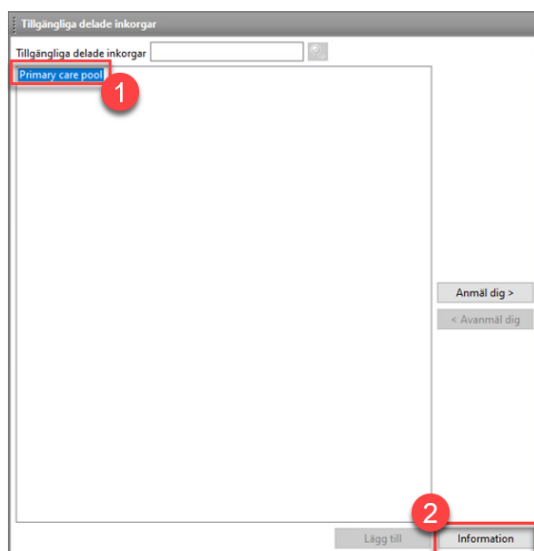 Tillgängliga delade inkorgar
Tillgängliga delade inkorgar
Primary care pool
1
Anmäl dig >
< Avanmäl dig
2
Lägg till
Information